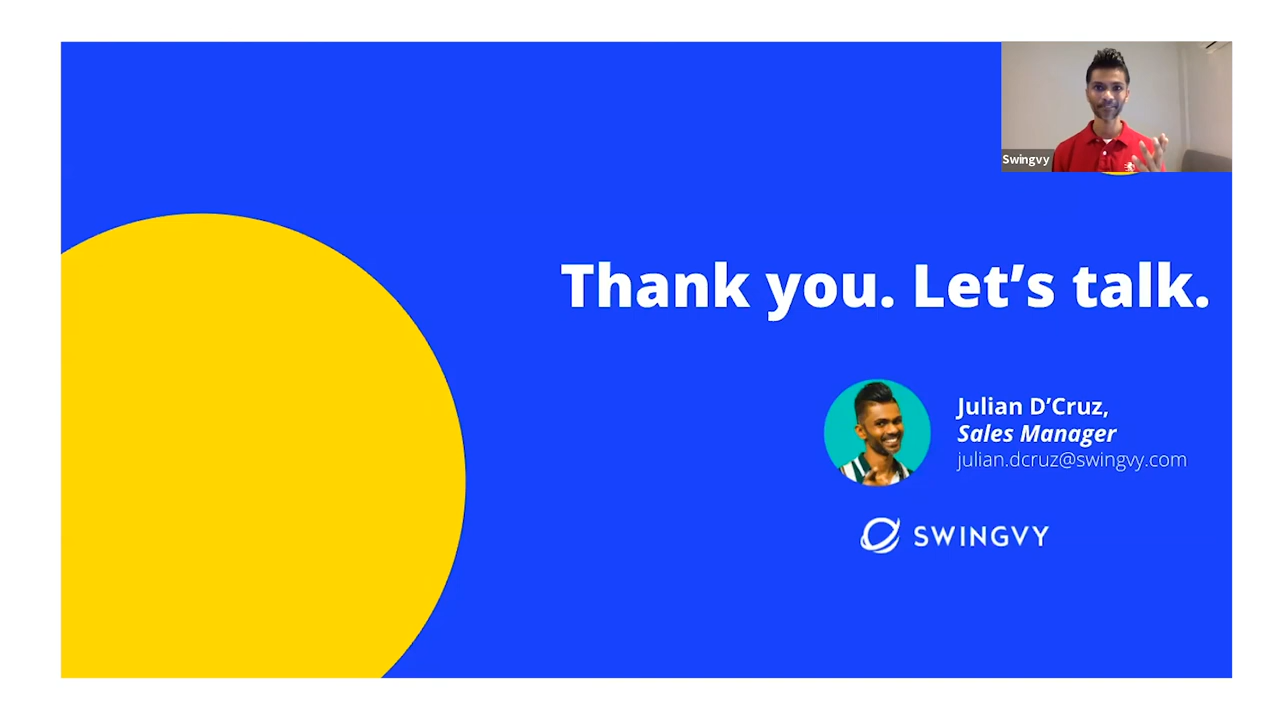 Swingvy
Thank you. Let’s talk.
Julian D’Cruz,
Sales Manager
julian.dcruz@swingvy.com
SWINGVY